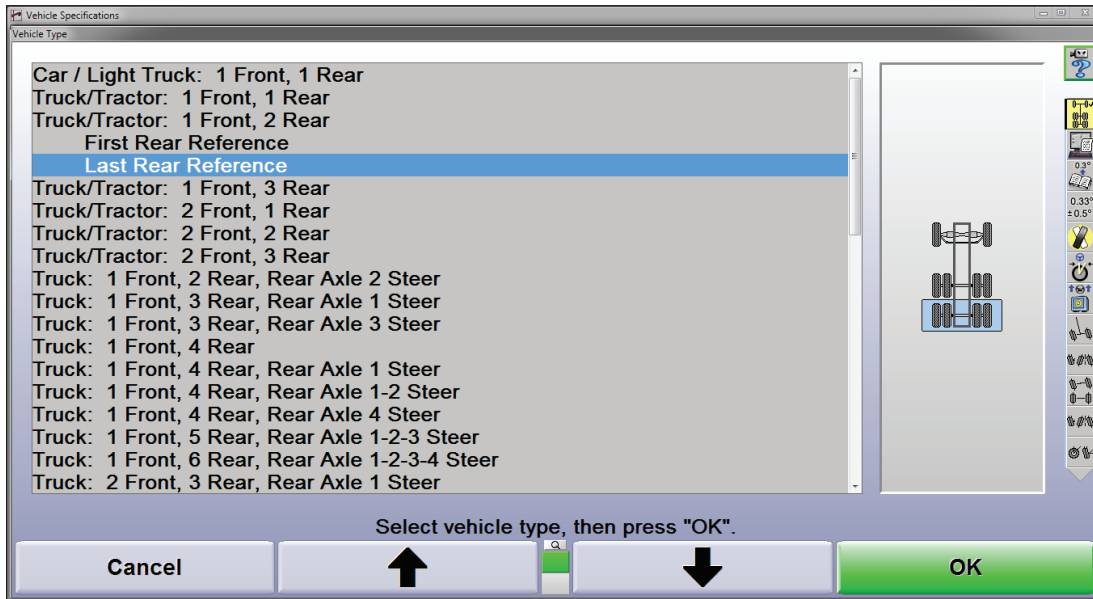 Vehicle Specifications
Vehicle Type
Car / Light Truck:  1 Front, 1 Rear
Truck/Tractor:  1 Front, 1 Rear
Truck/Tractor:  1 Front, 2 Rear
First Rear Reference
Last Rear Reference
Truck/Tractor:  1 Front, 3 Rear
Truck/Tractor:  2 Front, 1 Rear
Truck/Tractor:  2 Front, 2 Rear
Truck/Tractor:  2 Front, 3 Rear
Truck:  1 Front, 2 Rear, Rear Axle 2 Steer
Truck:  1 Front, 3 Rear, Rear Axle 1 Steer
Truck:  1 Front, 3 Rear, Rear Axle 3 Steer
Truck:  1 Front, 4 Rear
Truck:  1 Front, 4 Rear, Rear Axle 1 Steer
Truck:  1 Front, 4 Rear, Rear Axle 1-2 Steer
Truck:  1 Front, 4 Rear, Rear Axle 4 Steer
Truck:  1 Front, 5 Rear, Rear Axle 1-2-3 Steer
Truck:  1 Front, 6 Rear, Rear Axle 1-2-3-4 Steer
Truck:  2 Front, 3 Rear, Rear Axle 1 Steer
?
0.3°
0.33°
±0.5°
Select vehicle type, then press "OK".
Cancel
OK